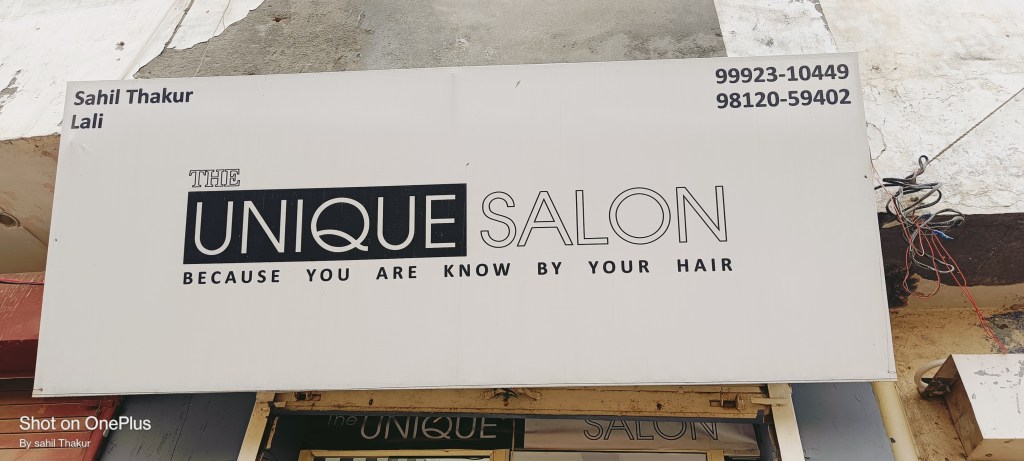 Sahil Thakur
Lali
99923-10449
98120-59402
THE
UNIQUE SALON
BECAUSE YOU ARE KNOW BY YOUR HAIR
The UNIQUE SALON
Shot on OnePlus
By sahil Thakur